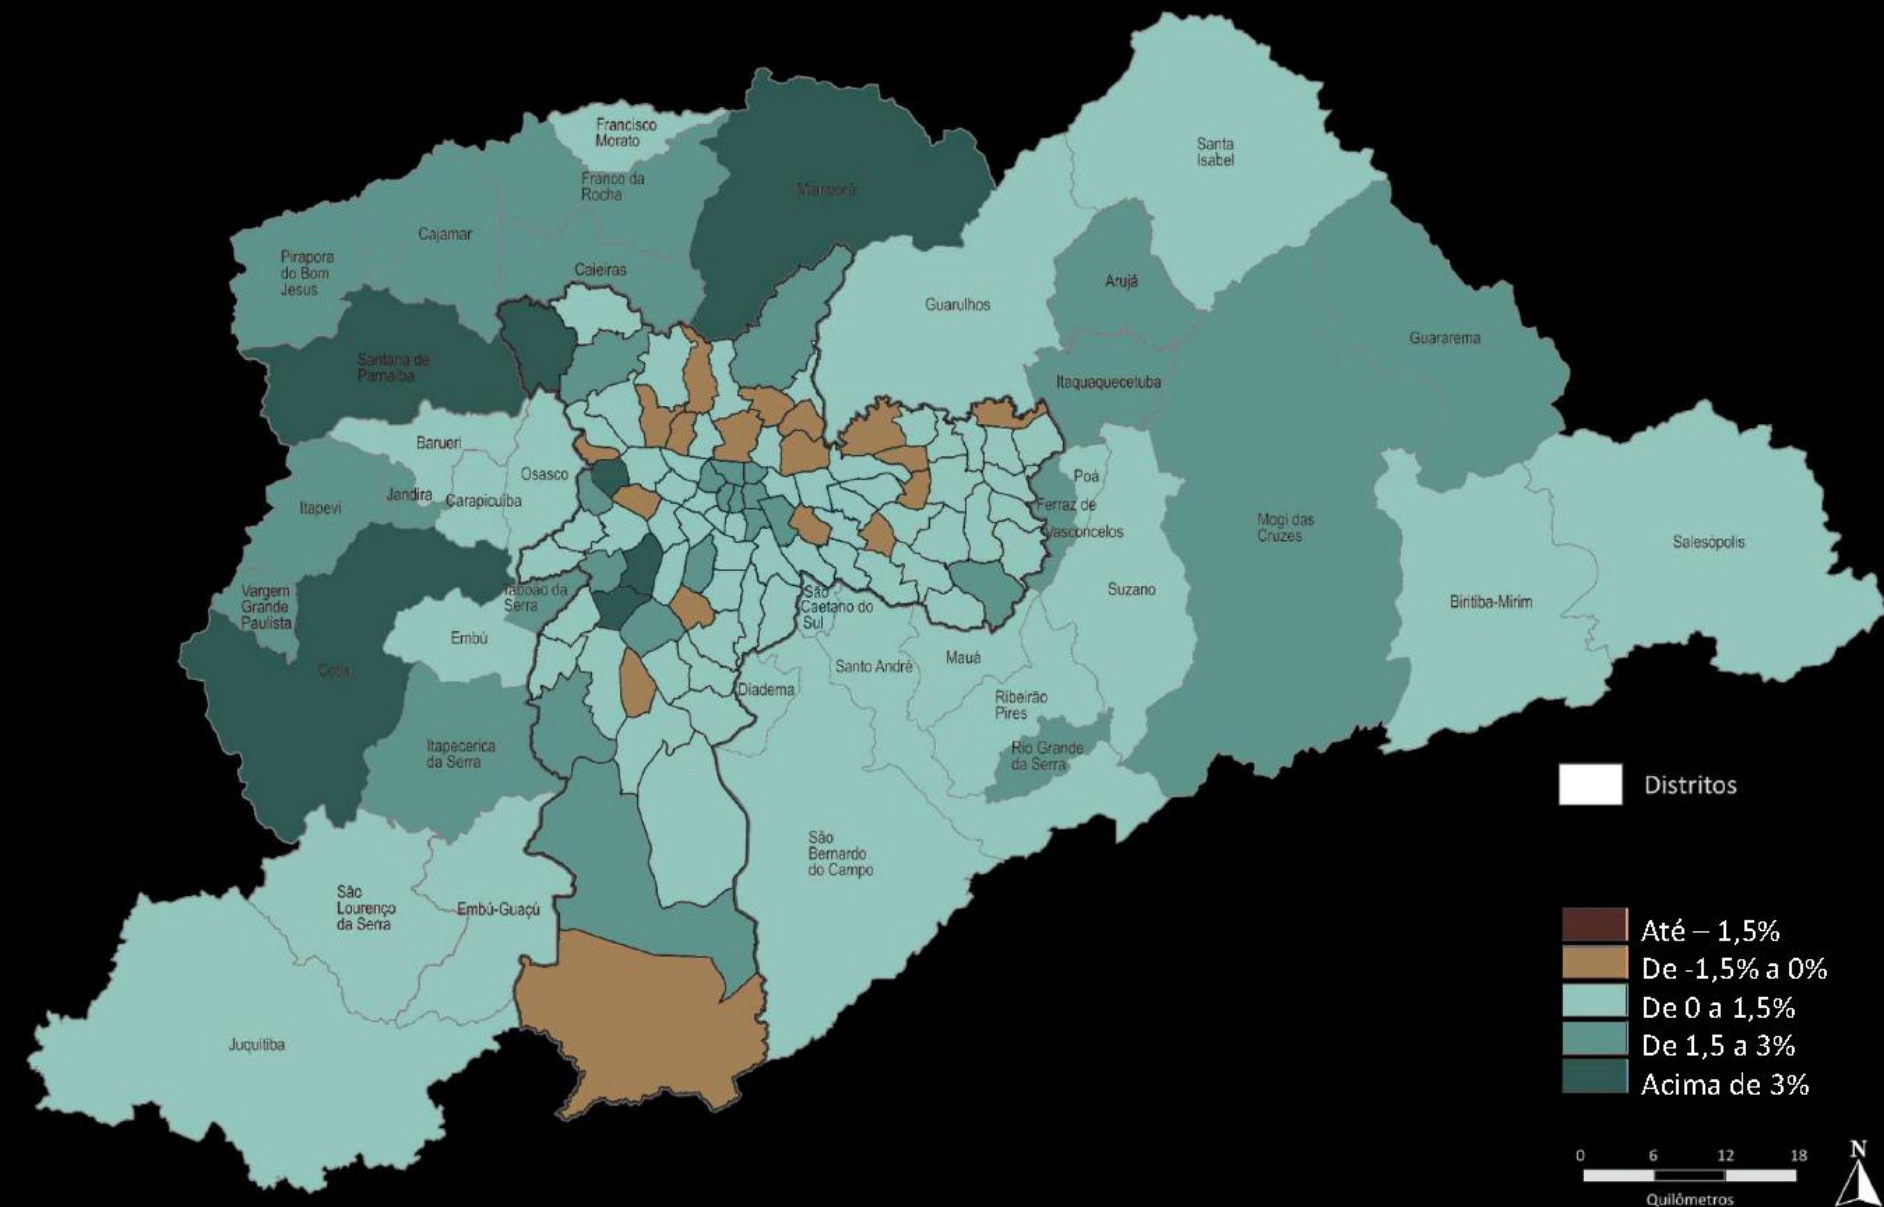 Francisco
Morato
Santa
Isabel
Franco da
Rocha
Mairiporã
Cajamar
Pirapora
do Bom
Jesus
Caieiras
Arujá
Guarulhos
Guararema
Santana de
Parnaíba
Itaquaquecetuba
Barueri
Osasco
Poá
Jandira
Carapicuíba
Itapevi
Ferraz de
Vasconcelos
Mogi das
Cruzes
Salesópolis
Vargem
Grande
Paulista
Taboão da
Serra
São
Caetano do
Sul
Suzano
Biritiba-Mirim
Embú
Cotia
Santo André
Mauá
Diadema
Ribeirão
Pires
Itapecerica
da Serra
Rio Grande
da Serra
Distritos
São
Bernardo
do Campo
São
Lourenço
da Serra
Embú-Guaçú
Juquitiba
Até – 1,5%
De -1,5% a 0%
De 0 a 1,5%
De 1,5 a 3%
Acima de 3%
0 6 12 18
Quilômetros
N